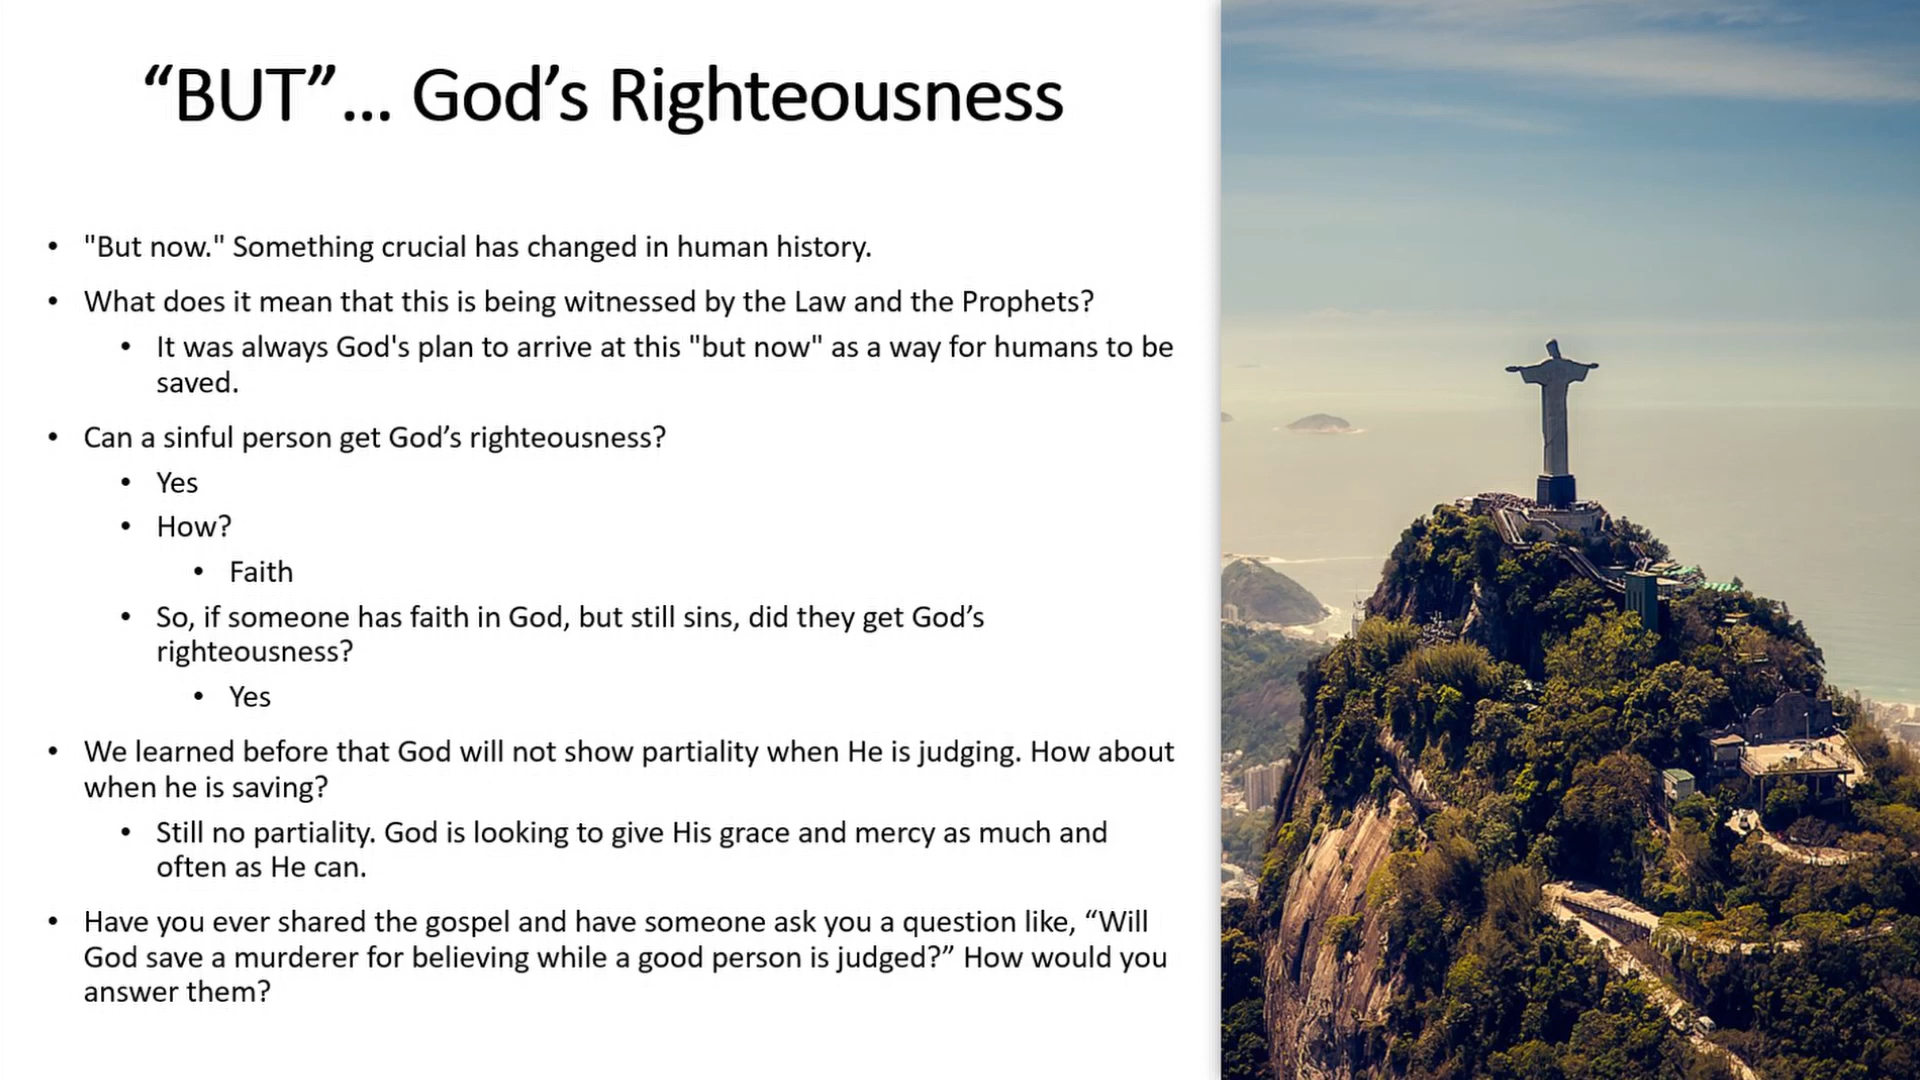 “BUT”... God’s Righteousness
• "But now." Something crucial has changed in human history.
• What does it mean that this is being witnessed by the Law and the Prophets?
• It was always God's plan to arrive at this "but now" as a way for humans to be
saved.
• Can a sinful person get God’s righteousness?
• Yes
• How?
• Faith
• So, if someone has faith in God, but still sins, did they get God’s
righteousness?
• Yes
• We learned before that God will not show partiality when He is judging. How about
when he is saving?
• Still no partiality. God is looking to give His grace and mercy as much and
often as He can.
• Have you ever shared the gospel and have someone ask you a question like, “Will
God save a murderer for believing while a good person is judged?” How would you
answer them?